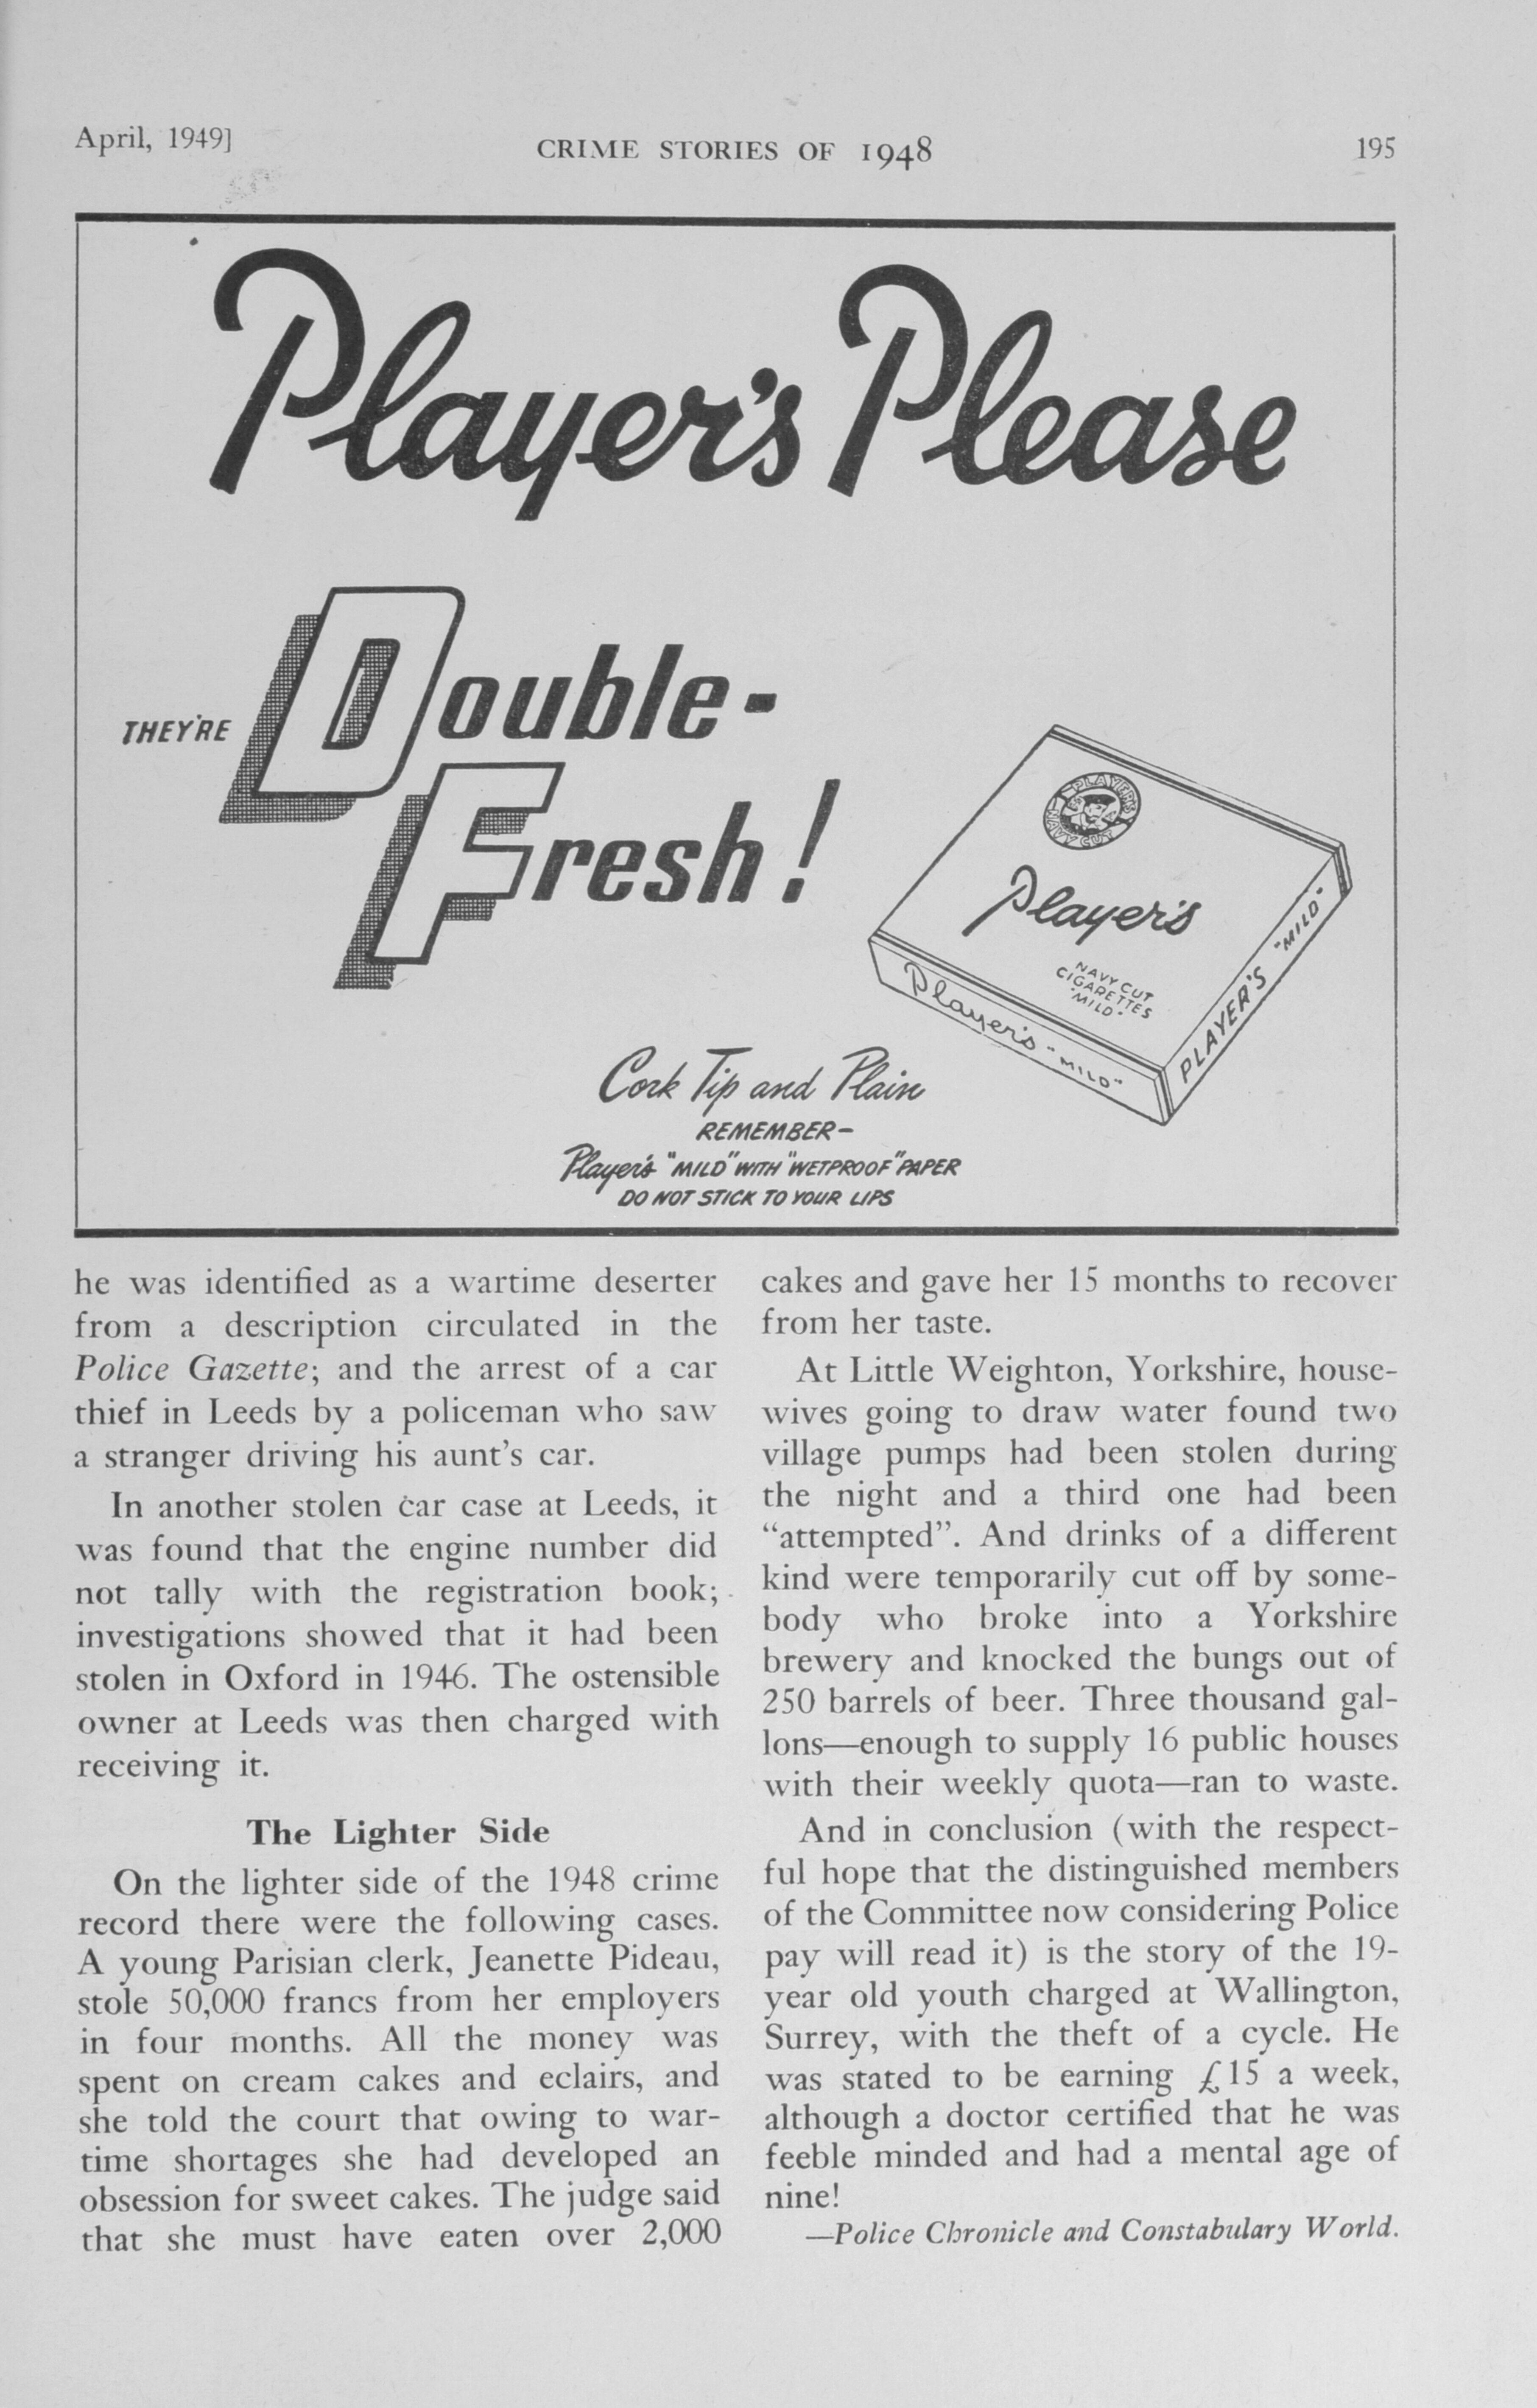 April, 1949]
CRIME STORIES OF 1948
195
Player's Please
THEY'RE
Double-
Fresh!
PLAYER'S
NAVY CUT
Player's
NAVY CUT
CIGARETTES
"MILD"
Player's "MILD"
PLAYER'S "MILD"
Cork Tip and Plain
REMEMBER-
Player's "MILD" WITH "WETPROOF" PAPER
DO NOT STICK TO YOUR LIPS
he was identified as a wartime deserter
from a description circulated in the
Police Gazette; and the arrest of a car
thief in Leeds by a policeman who saw
a stranger driving his aunt's car.
In another stolen car case at Leeds, it
was found that the engine number did
not tally with the registration book;
investigations showed that it had been
stolen in Oxford in 1946. The ostensible
owner at Leeds was then charged with
receiving it.
The Lighter Side
On the lighter side of the 1948 crime
record there were the following cases.
A young Parisian clerk, Jeanette Pideau,
stole 50,000 francs from her employers
in four months. All the money was
spent on cream cakes and eclairs, and
she told the court that owing to war-
time shortages she had developed an
obsession for sweet cakes. The judge said
that she must have eaten over 2,000
cakes and gave her 15 months to recover
from her taste.
At Little Weighton, Yorkshire, house-
wives going to draw water found two
village pumps had been stolen during
the night and a third one had been
“attempted”. And drinks of a different
kind were temporarily cut off by some-
body who broke into a Yorkshire
brewery and knocked the bungs out of
250 barrels of beer. Three thousand gal-
lons—enough to supply 16 public houses
with their weekly quota—ran to waste.
And in conclusion (with the respect-
ful hope that the distinguished members
of the Committee now considering Police
pay will read it) is the story of the 19-
year old youth charged at Wallington,
Surrey, with the theft of a cycle. He
was stated to be earning £15 a week,
although a doctor certified that he was
feeble minded and had a mental age of
nine!
—Police Chronicle and Constabulary World.